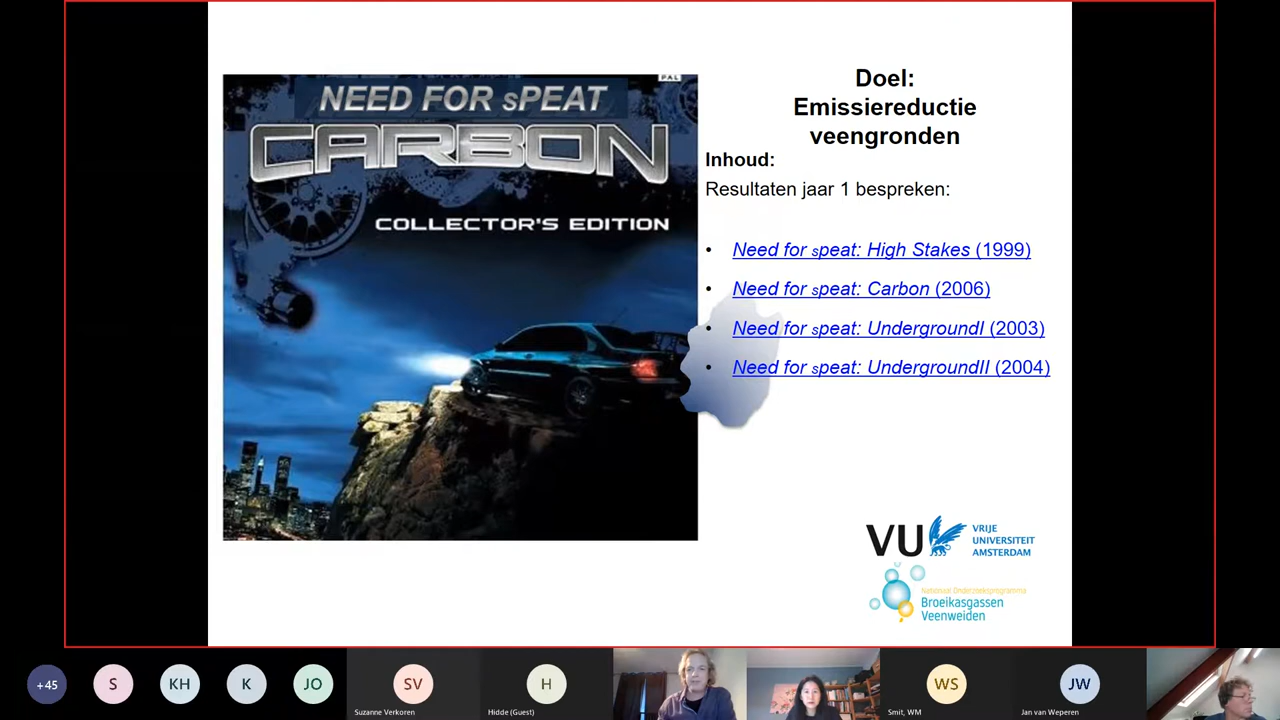 PAL
NEED FOR sPEAT
CARBON
COLLECTOR'S EDITION
Doel:
Emissiereductie
veengronden
Inhoud:
Resultaten jaar 1 bespreken:
• Need for speat: High Stakes (1999)
• Need for speat: Carbon (2006)
• Need for speat: UndergroundI (2003)
• Need for speat: UndergroundII (2004)
VU
VRIJE
UNIVERSITEIT
AMSTERDAM
Nationaal Onderzoeksprogramma
Broeikasgassen
Veenweiden
+45
S
KH
K
JO
SV
Suzanne Verkoren
H
Hidde (Guest)
WS
Smit, WM
JW
Jan van Weperen